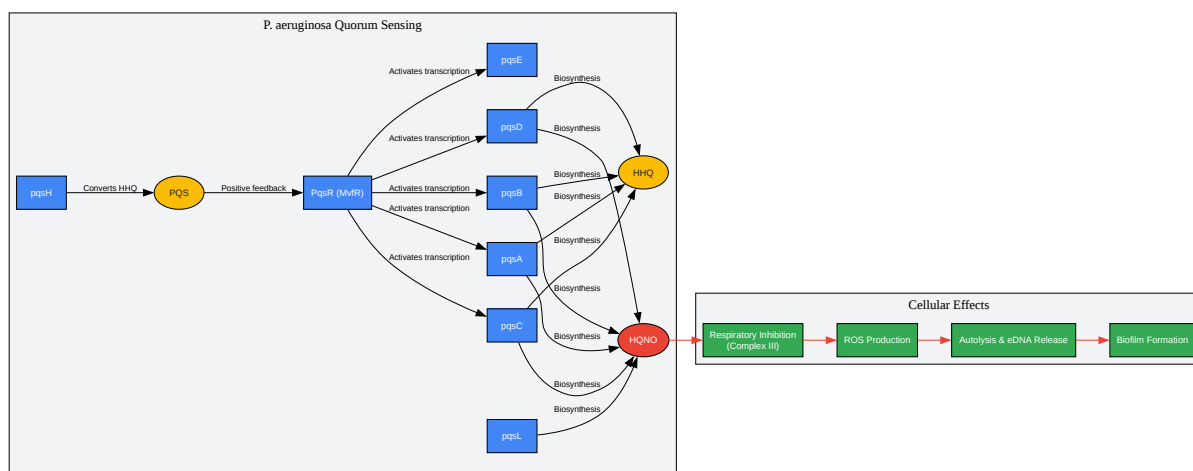 P. aeruginosa Quorum Sensing
pqsE
Activates transcription
Biosynthesis
pqsD
Biosynthesis
Activates transcription
HHQ
Biosynthesis
pqsH
Converts HHQ
PQS
Positive feedback
PqsR (MvfR)
Activates transcription
pqsB
Biosynthesis
Activates transcription
Biosynthesis
pqsA
Activates transcription
Biosynthesis
Cellular Effects
pqsC
Biosynthesis
HQNO
Respiratory Inhibition
(Complex III)
ROS Production
Autolysis & eDNA Release
Biofilm Formation
Biosynthesis
Biosynthesis
pqsL